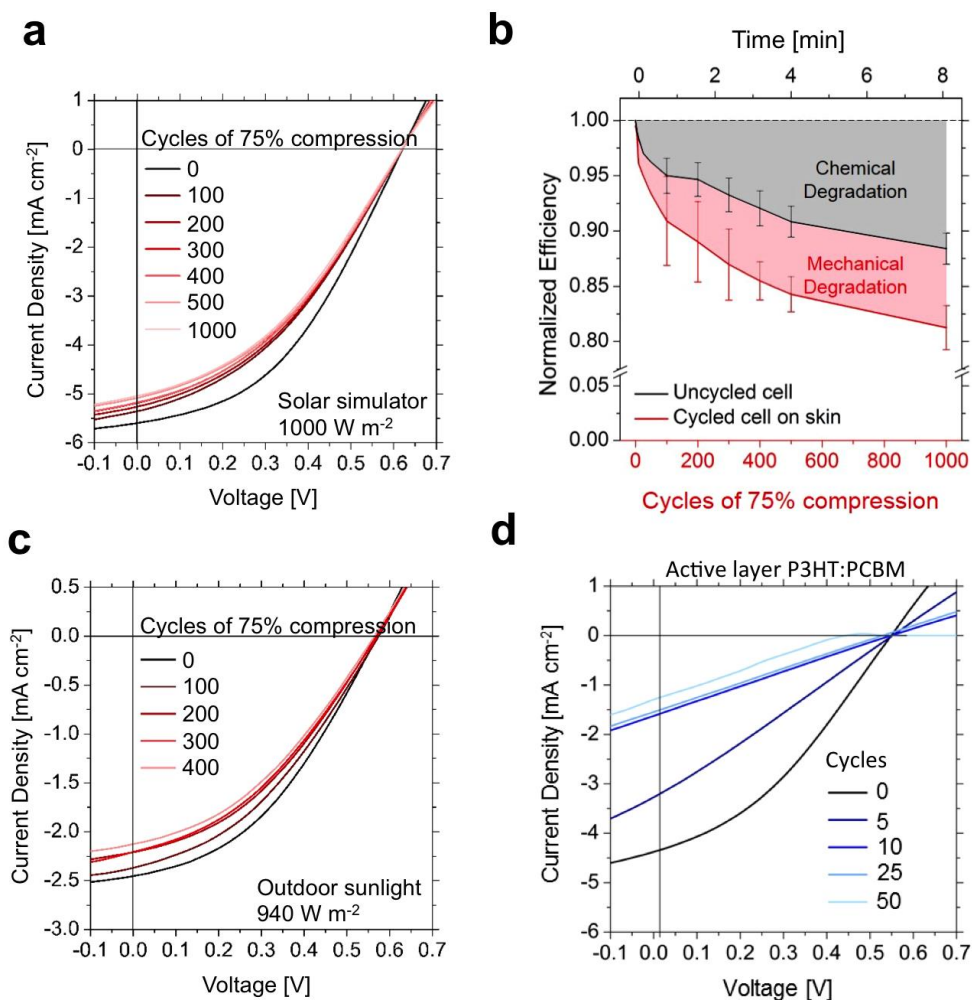 a
1
0
-1
-2
-3
-4
-5
-6
Current Density [mA cm-2]
Cycles of 75% compression
0
100
200
300
400
500
1000
Solar simulator
1000 W m-2
-0.1 0.0 0.1 0.2 0.3 0.4 0.5 0.6 0.7
Voltage [V]
b
Time [min]
0 2 4 6 8
1.00
0.95
0.90
0.85
0.80
0.05
0.00
Normalized Efficiency
Chemical
Degradation
Mechanical
Degradation
Uncycled cell
Cycled cell on skin
0 200 400 600 800 1000
Cycles of 75% compression
c
0.5
0.0
-0.5
-1.0
-1.5
-2.0
-2.5
-3.0
Current Density [mA cm-2]
Cycles of 75% compression
0
100
200
300
400
Outdoor sunlight
940 W m-2
-0.1 0.0 0.1 0.2 0.3 0.4 0.5 0.6 0.7
Voltage [V]
d
Active layer P3HT:PCBM
1
0
-1
-2
-3
-4
-5
-6
Current Density [mA cm-2]
Cycles
0
5
10
25
50
-0.1 0.0 0.1 0.2 0.3 0.4 0.5 0.6 0.7
Voltage [V]